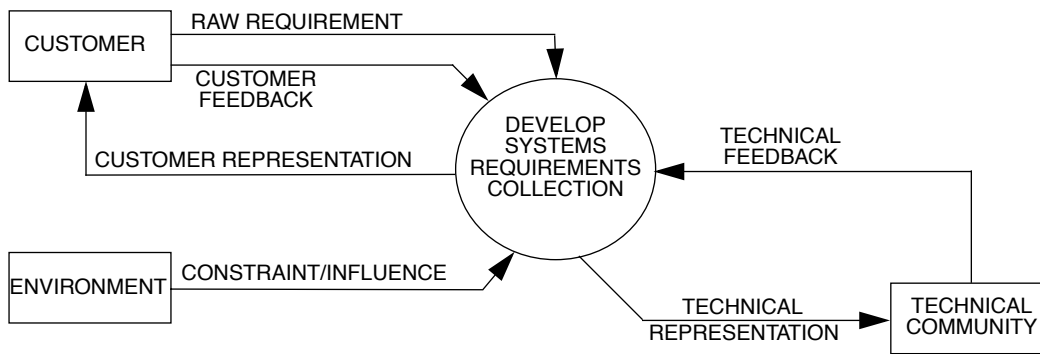 RAW REQUIREMENT
CUSTOMER
CUSTOMER
FEEDBACK
DEVELOP
SYSTEMS
REQUIREMENTS
COLLECTION
TECHNICAL
FEEDBACK
CUSTOMER REPRESENTATION
CONSTRAINT/INFLUENCE
ENVIRONMENT
TECHNICAL
REPRESENTATION
TECHNICAL
COMMUNITY